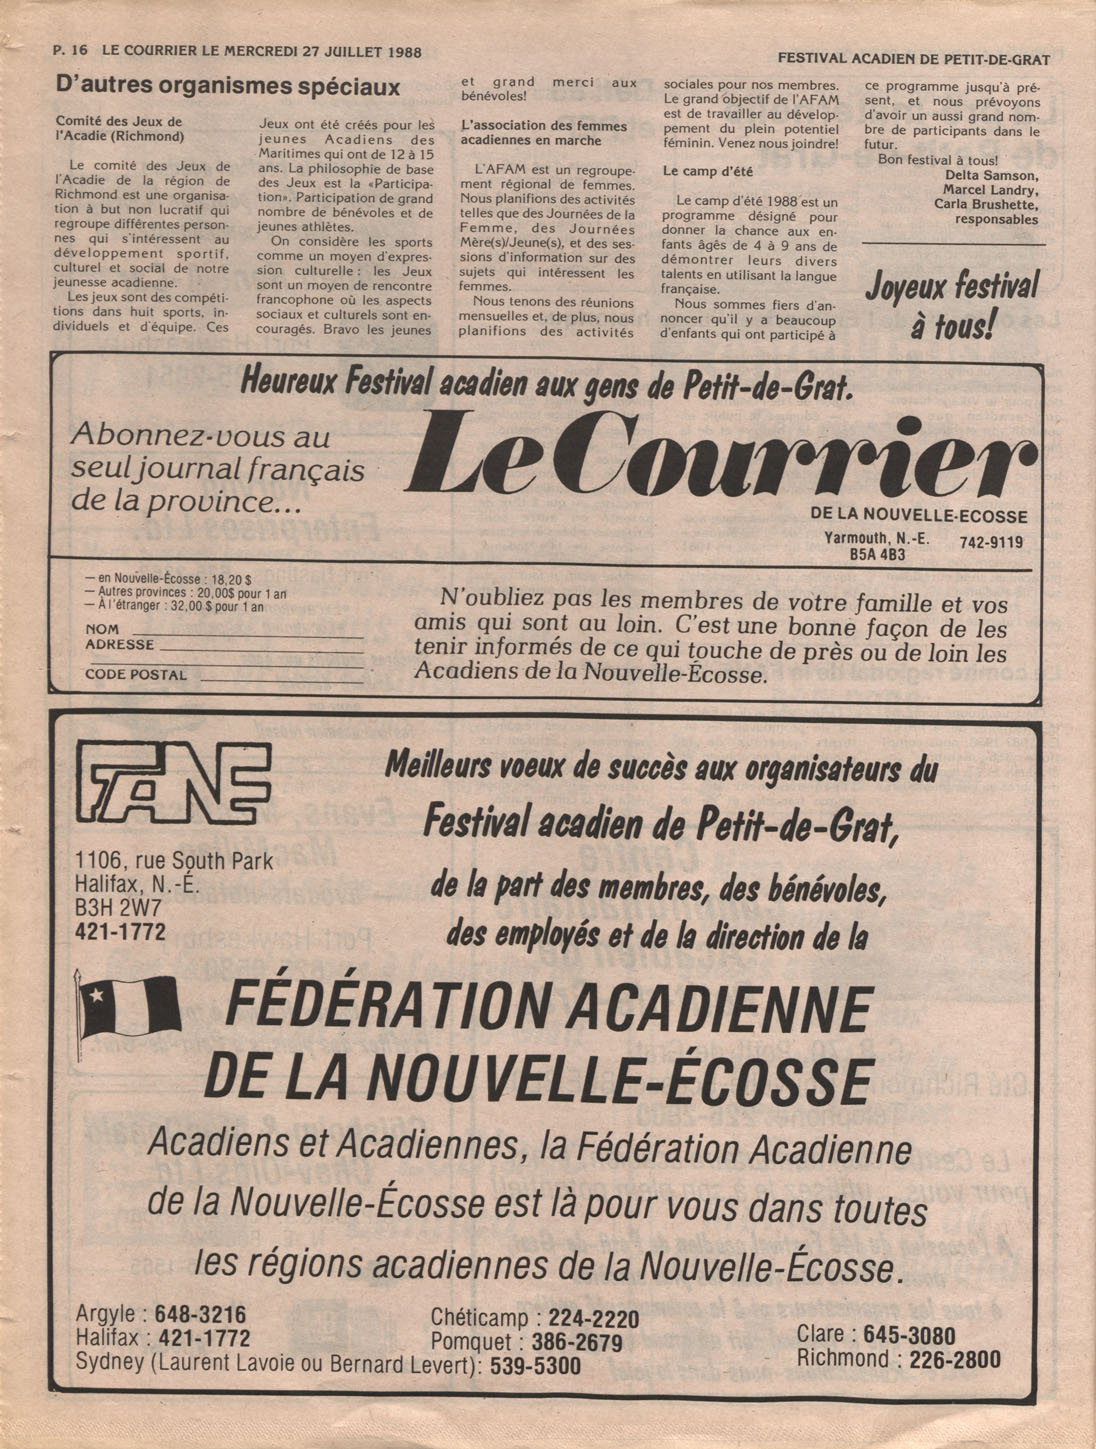 P. 16 LE COURRIER LE MERCREDI 27 JUILLET 1988
FESTIVAL ACADIEN DE PETIT-DE-GRAT
D'autres organismes spéciaux
Comité des Jeux de
l'Acadie (Richmond)
Le comité des Jeux de
l'Acadie de la région de
Richmond est une organisa-
tion à but non lucratif qui
regroupe différentes person-
nes qui s'intéressent au
développement sportif,
culturel et social de notre
jeunesse acadienne.
Les jeux sont des compéti-
tions dans huit sports, in-
dividuels et d'équipe. Ces
Jeux ont été créés pour les
jeunes Acadiens des
Maritimes qui ont de 12 à 15
ans. La philosophie de base
des Jeux est la «Participa-
tion». Participation de grand
nombre de bénévoles et de
jeunes athlètes.
On considère les sports
comme un moyen d'expres-
sion culturelle : les Jeux
sont un moyen de rencontre
francophone où les aspects
sociaux et culturels sont en-
couragés. Bravo les jeunes
et grand merci aux
bénévoles!
L'association des femmes
acadiennes en marche
L'AFAM est un regroupe-
ment régional de femmes.
Nous planifions des activités
telles que des Journées de la
Femme, des Journées
Mère(s)/Jeune(s), et des ses-
sions d'information sur des
sujets qui intéressent les
femmes.
Nous tenons des réunions
mensuelles et, de plus, nous
planifions des activités
sociales pour nos membres.
Le grand objectif de l'AFAM
est de travailler au dévelop-
pement du plein potentiel
féminin. Venez nous joindre!
Le camp d'été
Le camp d'été 1988 est un
programme désigné pour
donner la chance aux en-
fants âgés de 4 à 9 ans de
démontrer leurs divers
talents en utilisant la langue
française.
Nous sommes fiers d'an-
noncer qu'il y a beaucoup
d'enfants qui ont participé à
ce programme jusqu'à pré-
sent, et nous prévoyons
d'avoir un aussi grand nom-
bre de participants dans le
futur.
Bon festival à tous!
Delta Samson,
Marcel Landry,
Carla Brushette,
responsables
Joyeux festival
à tous!
Heureux Festival acadien aux gens de Petit-de-Grat.
Abonnez-vous au
seul journal français
de la province...
Le Courrier
DE LA NOUVELLE-ECOSSE
Yarmouth, N.-E. 742-9119
B5A 4B3
— en Nouvelle-Écosse : 18,20 $
— Autres provinces : 20,00$ pour 1 an
— À l'étranger : 32,00 $ pour 1 an
NOM
ADRESSE
CODE POSTAL
N'oubliez pas les membres de votre famille et vos
amis qui sont au loin. C'est une bonne façon de les
tenir informés de ce qui touche de près ou de loin les
Acadiens de la Nouvelle-Écosse.
FANE
1106, rue South Park
Halifax, N.-É.
B3H 2W7
421-1772
Meilleurs voeux de succès aux organisateurs du
Festival acadien de Petit-de-Grat,
de la part des membres, des bénévoles,
des employés et de la direction de la
FÉDÉRATION ACADIENNE
DE LA NOUVELLE-ÉCOSSE
Acadiens et Acadiennes, la Fédération Acadienne
de la Nouvelle-Écosse est là pour vous dans toutes
les régions acadiennes de la Nouvelle-Écosse.
Argyle : 648-3216
Halifax : 421-1772
Sydney (Laurent Lavoie ou Bernard Levert): 539-5300
Chéticamp : 224-2220
Pomquet : 386-2679
Clare : 645-3080
Richmond : 226-2800